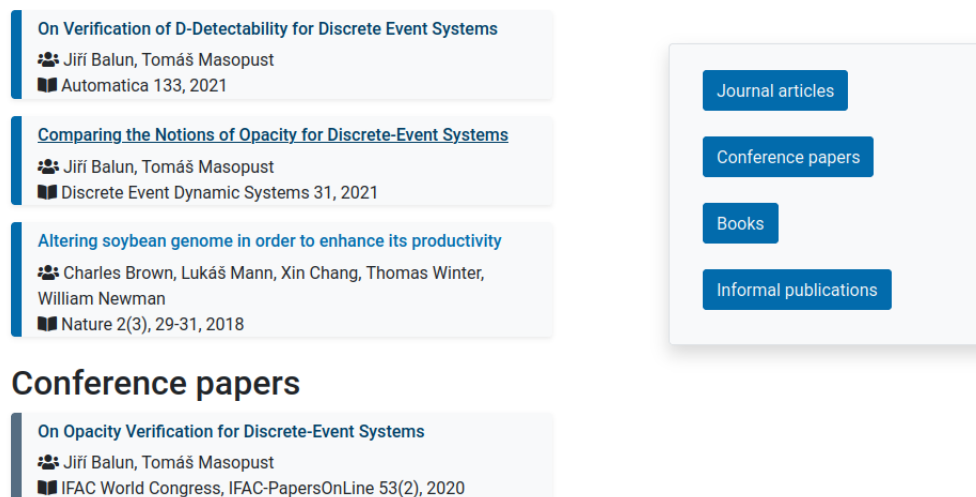 On Verification of D-Detectability for Discrete Event Systems
Jiří Balun, Tomáš Masopust
Automatica 133, 2021
Comparing the Notions of Opacity for Discrete-Event Systems
Jiří Balun, Tomáš Masopust
Discrete Event Dynamic Systems 31, 2021
Altering soybean genome in order to enhance its productivity
Charles Brown, Lukáš Mann, Xin Chang, Thomas Winter,
William Newman
Nature 2(3), 29-31, 2018
Conference papers
On Opacity Verification for Discrete-Event Systems
Jiří Balun, Tomáš Masopust
IFAC World Congress, IFAC-PapersOnLine 53(2), 2020
Journal articles
Conference papers
Books
Informal publications